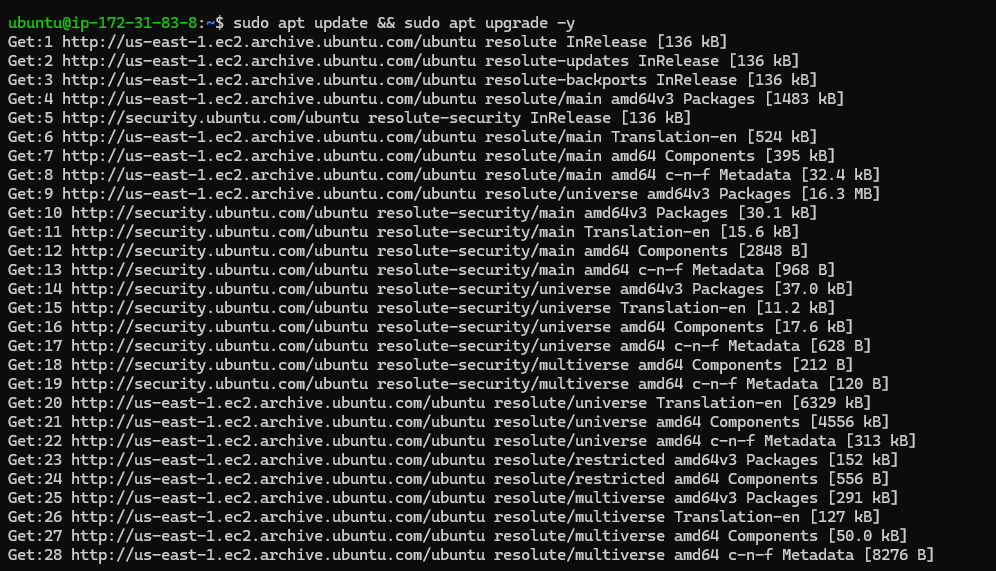 ubuntu@ip-172-31-83-8:~$ sudo apt update && sudo apt upgrade -y
Get:1 http://us-east-1.ec2.archive.ubuntu.com/ubuntu resolute InRelease [136 kB]
Get:2 http://us-east-1.ec2.archive.ubuntu.com/ubuntu resolute-updates InRelease [136 kB]
Get:3 http://us-east-1.ec2.archive.ubuntu.com/ubuntu resolute-backports InRelease [136 kB]
Get:4 http://us-east-1.ec2.archive.ubuntu.com/ubuntu resolute/main amd64v3 Packages [1483 kB]
Get:5 http://security.ubuntu.com/ubuntu resolute-security InRelease [136 kB]
Get:6 http://us-east-1.ec2.archive.ubuntu.com/ubuntu resolute/main Translation-en [524 kB]
Get:7 http://us-east-1.ec2.archive.ubuntu.com/ubuntu resolute/main amd64 Components [395 kB]
Get:8 http://us-east-1.ec2.archive.ubuntu.com/ubuntu resolute/main amd64 c-n-f Metadata [32.4 kB]
Get:9 http://us-east-1.ec2.archive.ubuntu.com/ubuntu resolute/universe amd64v3 Packages [16.3 MB]
Get:10 http://security.ubuntu.com/ubuntu resolute-security/main amd64v3 Packages [30.1 kB]
Get:11 http://security.ubuntu.com/ubuntu resolute-security/main Translation-en [15.6 kB]
Get:12 http://security.ubuntu.com/ubuntu resolute-security/main amd64 Components [2848 B]
Get:13 http://security.ubuntu.com/ubuntu resolute-security/main amd64 c-n-f Metadata [968 B]
Get:14 http://security.ubuntu.com/ubuntu resolute-security/universe amd64v3 Packages [37.0 kB]
Get:15 http://security.ubuntu.com/ubuntu resolute-security/universe Translation-en [11.2 kB]
Get:16 http://security.ubuntu.com/ubuntu resolute-security/universe amd64 Components [17.6 kB]
Get:17 http://security.ubuntu.com/ubuntu resolute-security/universe amd64 c-n-f Metadata [628 B]
Get:18 http://security.ubuntu.com/ubuntu resolute-security/multiverse amd64 Components [212 B]
Get:19 http://security.ubuntu.com/ubuntu resolute-security/multiverse amd64 c-n-f Metadata [120 B]
Get:20 http://us-east-1.ec2.archive.ubuntu.com/ubuntu resolute/universe Translation-en [6329 kB]
Get:21 http://us-east-1.ec2.archive.ubuntu.com/ubuntu resolute/universe amd64 Components [4556 kB]
Get:22 http://us-east-1.ec2.archive.ubuntu.com/ubuntu resolute/universe amd64 c-n-f Metadata [313 kB]
Get:23 http://us-east-1.ec2.archive.ubuntu.com/ubuntu resolute/restricted amd64v3 Packages [152 kB]
Get:24 http://us-east-1.ec2.archive.ubuntu.com/ubuntu resolute/restricted amd64 Components [556 B]
Get:25 http://us-east-1.ec2.archive.ubuntu.com/ubuntu resolute/multiverse amd64v3 Packages [291 kB]
Get:26 http://us-east-1.ec2.archive.ubuntu.com/ubuntu resolute/multiverse Translation-en [127 kB]
Get:27 http://us-east-1.ec2.archive.ubuntu.com/ubuntu resolute/multiverse amd64 Components [50.0 kB]
Get:28 http://us-east-1.ec2.archive.ubuntu.com/ubuntu resolute/multiverse amd64 c-n-f Metadata [8276 B]